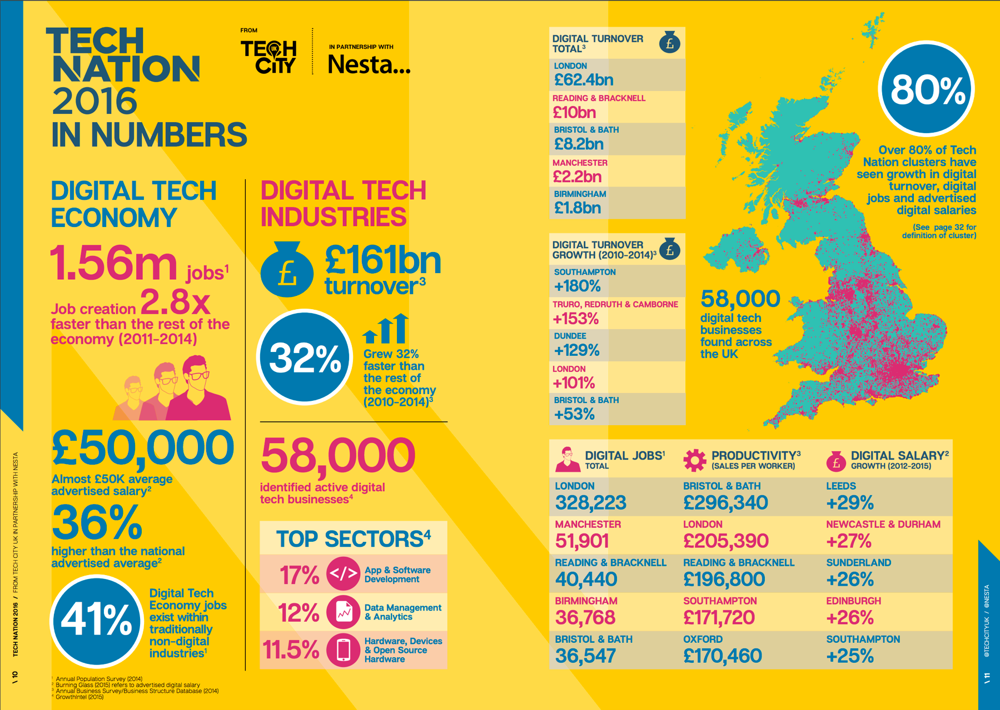 TECH
NATION
2016
IN NUMBERS
FROM
TECH
UK
CITY
IN PARTNERSHIP WITH
Nesta...
DIGITAL TECH
ECONOMY
1.56m jobs¹
Job creation 2.8x
faster than the rest of the
economy (2011-2014)
£50,000
Almost £50K average
advertised salary²
36%
higher than the national
advertised average²
41%
Digital Tech
Economy jobs
exist within
traditionally
non-digital
industries¹
DIGITAL TECH
INDUSTRIES
£
£161bn
turnover³
32%
Grew 32%
faster than
the rest of
the economy
(2010-2014)³
58,000
identified active digital
tech businesses⁴
TOP SECTORS⁴
17% </> App & Software
Development
12% Data Management
& Analytics
11.5% Hardware, Devices
& Open Source
Hardware
¹ Annual Population Survey (2014)
² Burning Glass (2015) refers to advertised digital salary
³ Annual Business Survey/Business Structure Database (2014)
⁴ GrowthIntel (2015)
\ 10 TECH NATION 2016 / FROM TECH CITY UK IN PARTNERSHIP WITH NESTA
DIGITAL TURNOVER
TOTAL³
£
LONDON
£62.4bn
READING & BRACKNELL
£10bn
BRISTOL & BATH
£8.2bn
MANCHESTER
£2.2bn
BIRMINGHAM
£1.8bn
DIGITAL TURNOVER
GROWTH (2010-2014)³
£
SOUTHAMPTON
+180%
TRURO, REDRUTH & CAMBORNE
+153%
DUNDEE
+129%
LONDON
+101%
BRISTOL & BATH
+53%
80%
Over 80% of Tech
Nation clusters have
seen growth in digital
turnover, digital
jobs and advertised
digital salaries
(See page 32 for
definition of cluster)
58,000
digital tech
businesses
found across
the UK
DIGITAL JOBS¹
TOTAL
PRODUCTIVITY³
(SALES PER WORKER)
£
DIGITAL SALARY²
GROWTH (2012-2015)
LONDON BRISTOL & BATH LEEDS
328,223 £296,340 +29%
MANCHESTER LONDON NEWCASTLE & DURHAM
51,901 £205,390 +27%
READING & BRACKNELL READING & BRACKNELL SUNDERLAND
40,440 £196,800 +26%
BIRMINGHAM SOUTHAMPTON EDINBURGH
36,768 £171,720 +26%
BRISTOL & BATH OXFORD SOUTHAMPTON
36,547 £170,460 +25%
\ 11 @TECHCITYUK / @NESTA